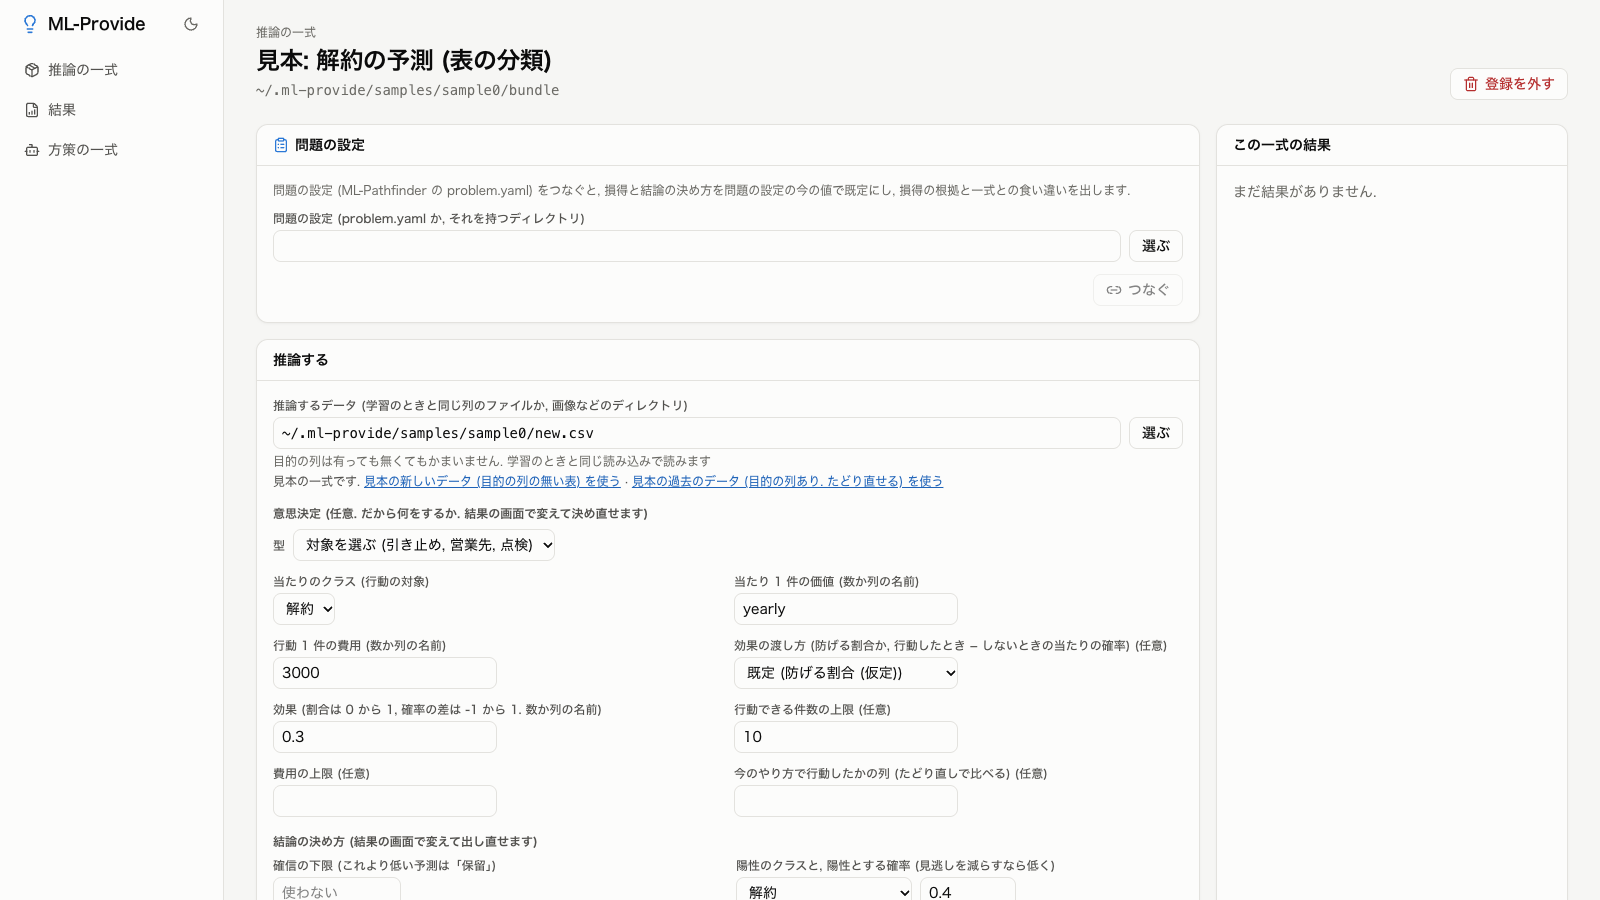 ML-Provide
推論の一式
結果
方策の一式
推論の一式
見本: 解約の予測 (表の分類)
~/.ml-provide/samples/sample0/bundle
登録を外す
問題の設定
問題の設定 (ML-Pathfinder の problem.yaml) をつなぐと, 損得と結論の決め方を問題の設定の今の値で既定にし, 損得の根拠と一式との食い違いを出します.
問題の設定 (problem.yaml か, それを持つディレクトリ)
選ぶ
つなぐ
推論する
推論するデータ (学習のときと同じ列のファイルか, 画像などのディレクトリ)
~/.ml-provide/samples/sample0/new.csv
選ぶ
目的の列は有っても無くてもかまいません. 学習のときと同じ読み込みで読みます
見本の一式です. 見本の新しいデータ (目的の列の無い表) を使う · 見本の過去のデータ (目的の列あり. たどり直せる) を使う
意思決定 (任意. だから何をするか. 結果の画面で変えて決め直せます)
型 対象を選ぶ (引き止め, 営業先, 点検)
当たりのクラス (行動の対象)
解約
当たり 1 件の価値 (数か列の名前)
yearly
行動 1 件の費用 (数か列の名前)
3000
効果の渡し方 (防げる割合か, 行動したとき − しないときの当たりの確率) (任意)
既定 (防げる割合 (仮定))
効果 (割合は 0 から 1, 確率の差は -1 から 1. 数か列の名前)
0.3
行動できる件数の上限 (任意)
10
費用の上限 (任意)
今のやり方で行動したかの列 (たどり直しで比べる) (任意)
結論の決め方 (結果の画面で変えて出し直せます)
確信の下限 (これより低い予測は「保留」)
使わない
陽性のクラスと, 陽性とする確率 (見逃しを減らすなら低く)
解約 0.4
この一式の結果
まだ結果がありません.